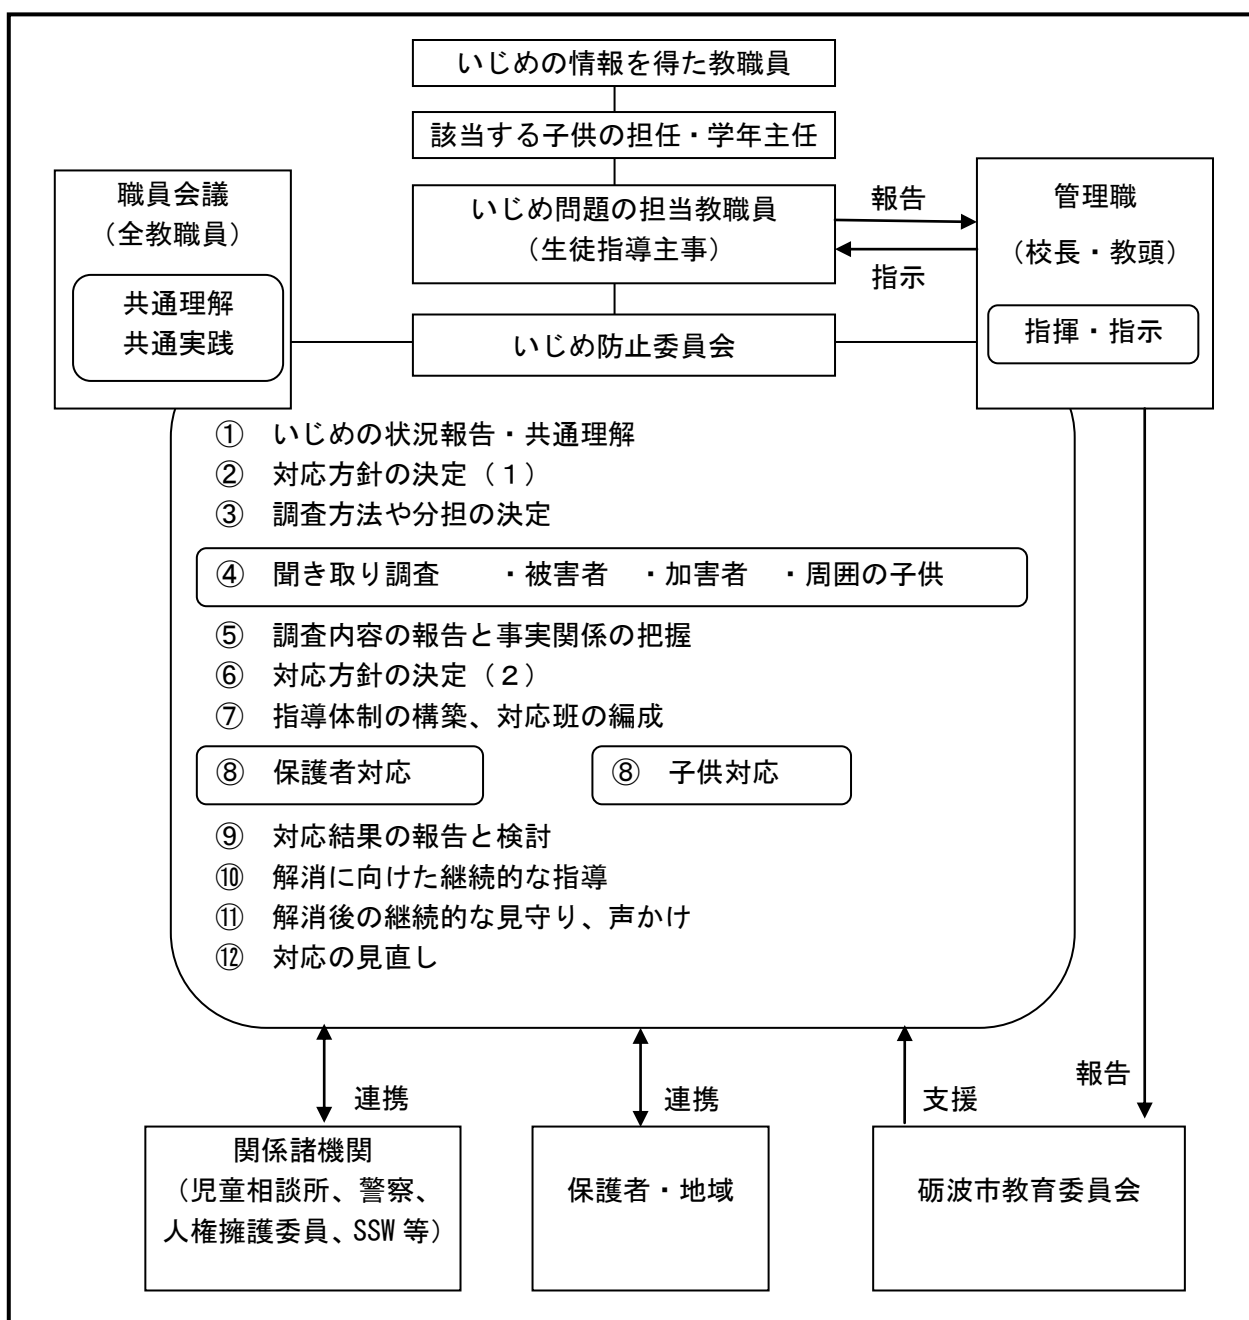 いじめの情報を得た教職員
該当する子供の担任・学年主任
職員会議
（全教職員）
共通理解
共通実践
いじめ問題の担当教職員
（生徒指導主事）
報告
指示
管理職
（校長・教頭）
指揮・指示
いじめ防止委員会
① いじめの状況報告・共通理解
② 対応方針の決定（１）
③ 調査方法や分担の決定
④ 聞き取り調査 ・被害者 ・加害者 ・周囲の子供
⑤ 調査内容の報告と事実関係の把握
⑥ 対応方針の決定（２）
⑦ 指導体制の構築、対応班の編成
⑧ 保護者対応
⑧ 子供対応
⑨ 対応結果の報告と検討
⑩ 解消に向けた継続的な指導
⑪ 解消後の継続的な見守り、声かけ
⑫ 対応の見直し
連携
連携
支援
報告
関係諸機関
（児童相談所、警察、
人権擁護委員、SSW 等）
保護者・地域
砺波市教育委員会